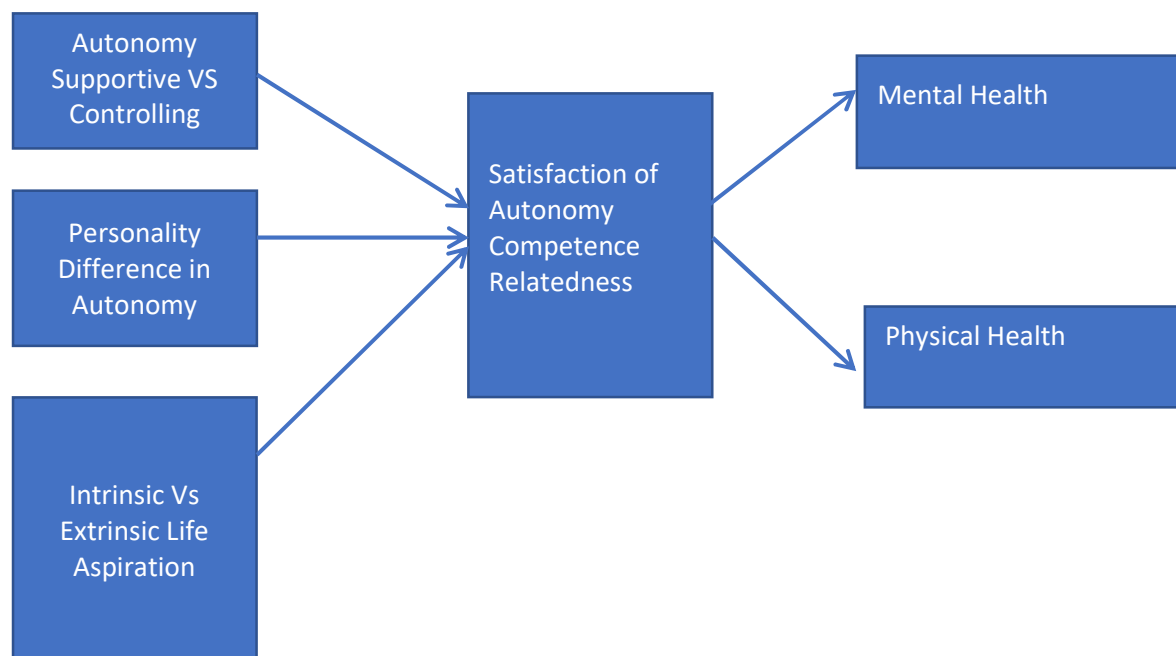 Autonomy
Supportive VS
Controlling
Personality
Difference in
Autonomy
Intrinsic Vs
Extrinsic Life
Aspiration
Satisfaction of
Autonomy
Competence
Relatedness
Mental Health
Physical Health